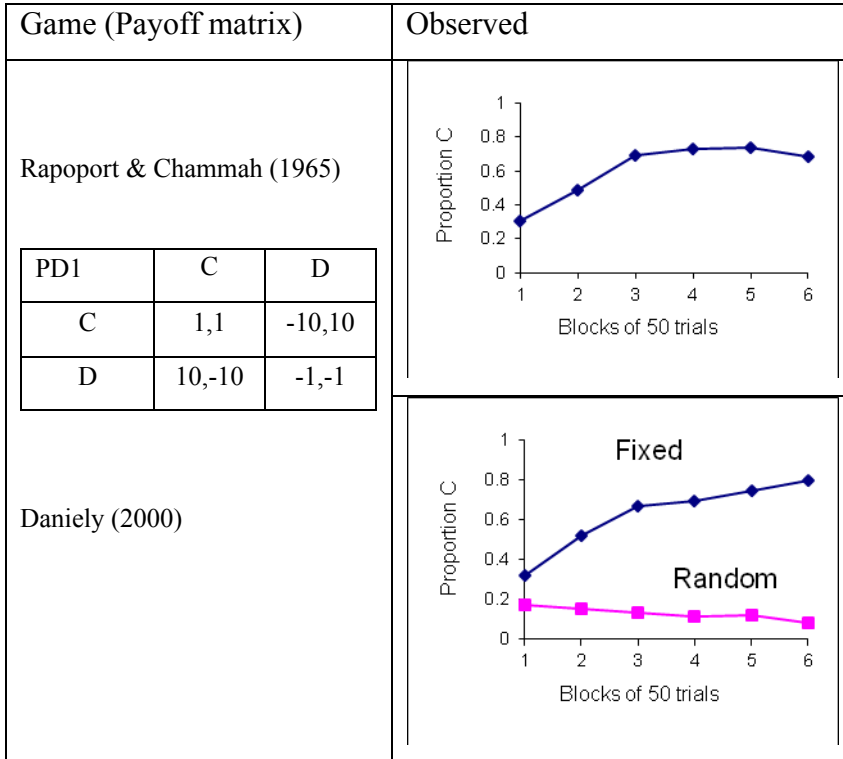 Game (Payoff matrix)
Observed
Rapoport & Chammah (1965)
PD1 C D
C 1,1 -10,10
D 10,-10 -1,-1
Proportion C
1
0.8
0.6
0.4
0.2
0
1 2 3 4 5 6
Blocks of 50 trials
Daniely (2000)
Proportion C
1
0.8
0.6
0.4
0.2
0
Fixed
Random
1 2 3 4 5 6
Blocks of 50 trials